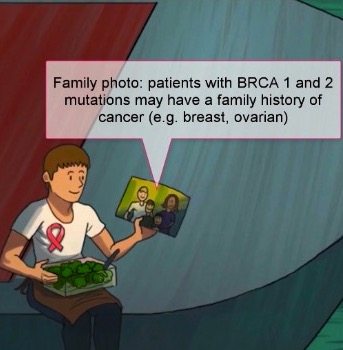 Family photo: patients with BRCA 1 and 2
mutations may have a family history of
cancer (e.g. breast, ovarian)